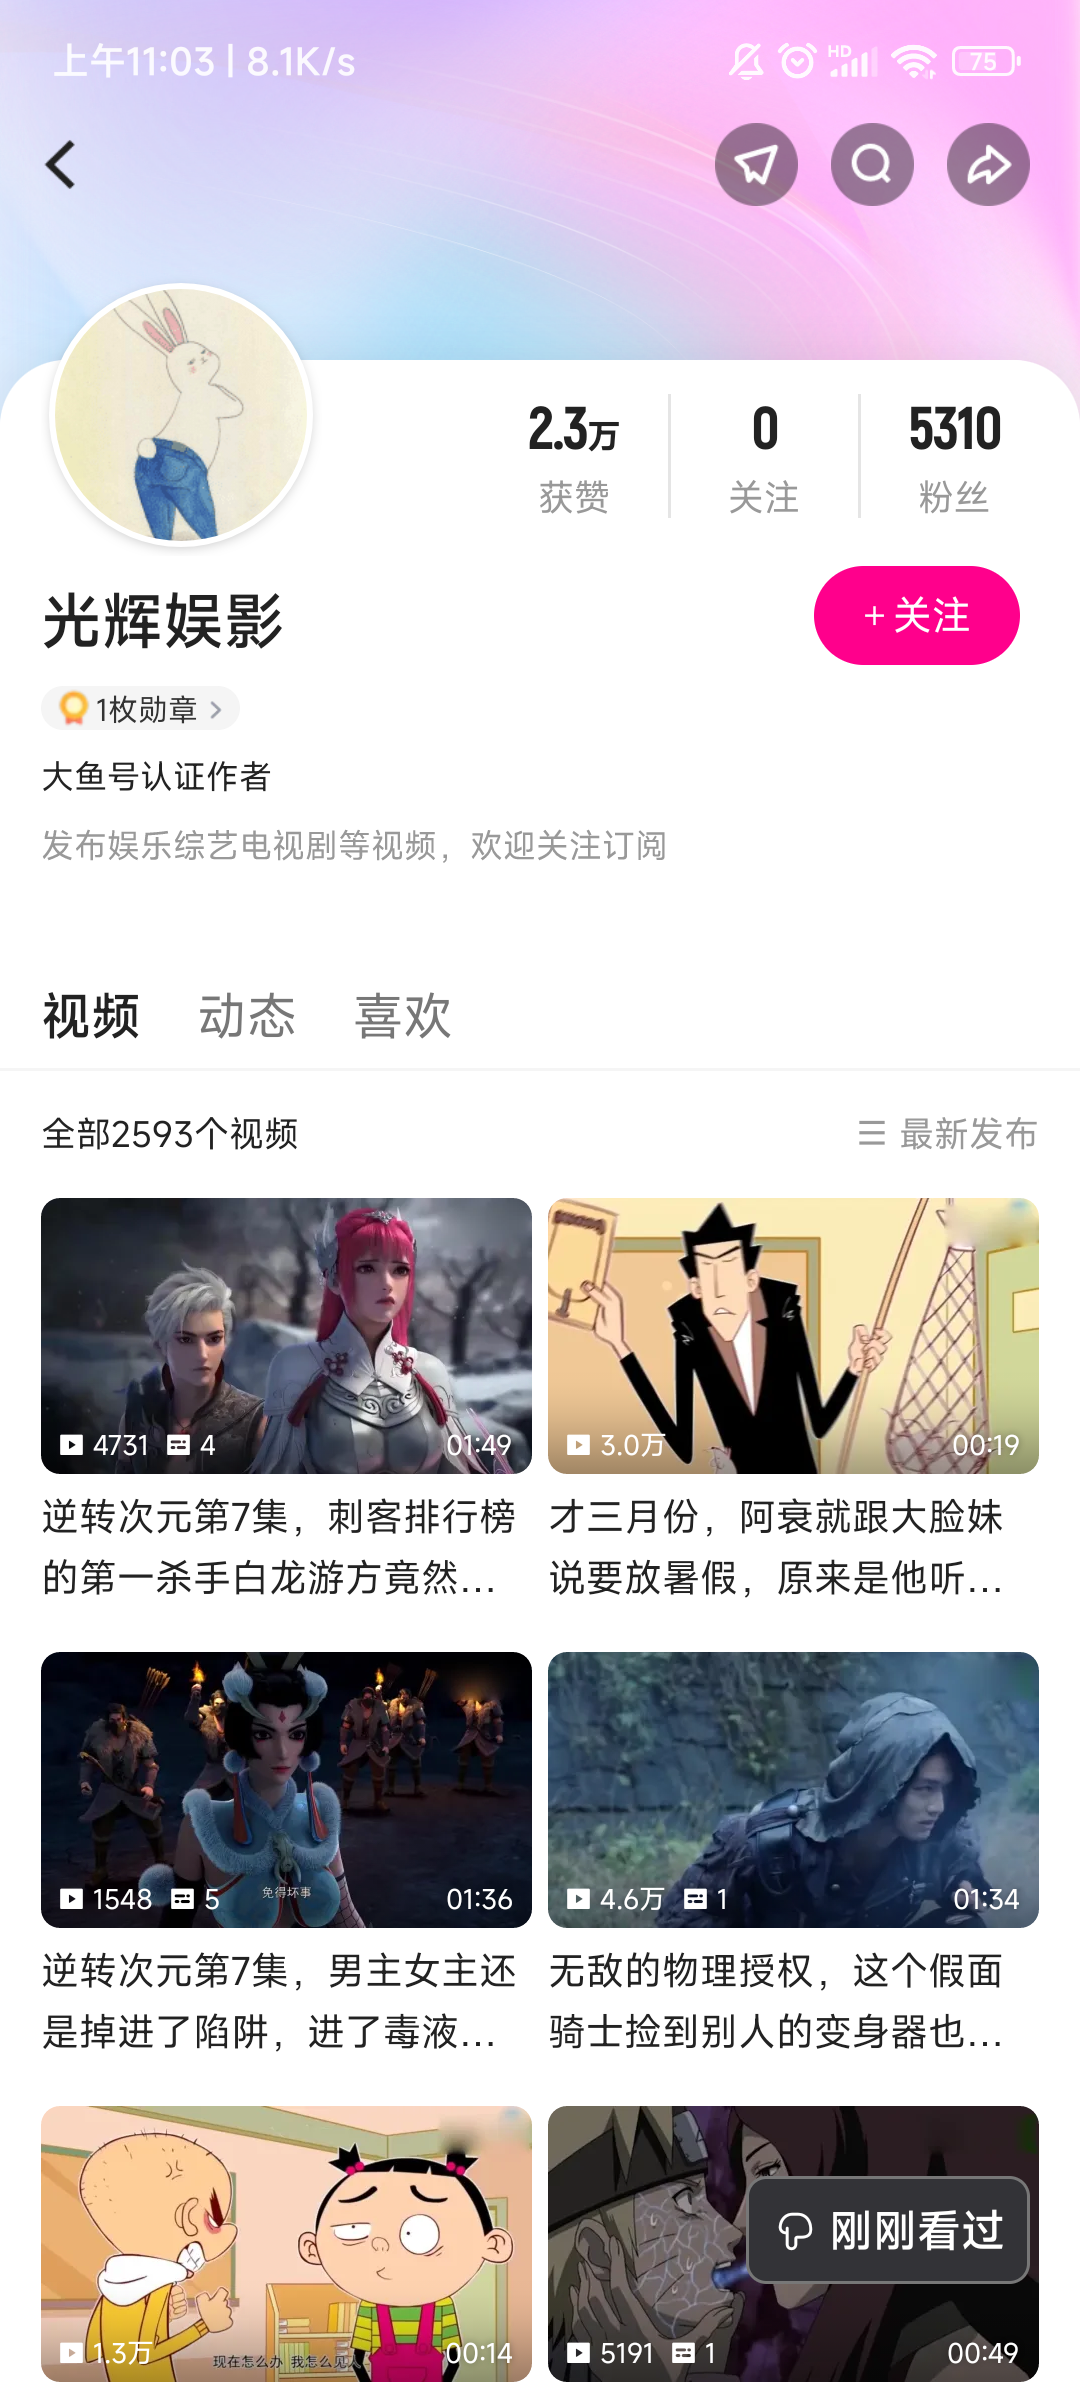 上午11:03 | 8.1K/s
HD
75
2.3万
0
5310
获赞
关注
粉丝
光辉娱影
+关注
1枚勋章
大鱼号认证作者
发布娱乐综艺电视剧等视频，欢迎关注订阅
视频
动态
喜欢
全部2593个视频
最新发布
4731
4
01:49
3.0万
00:19
逆转次元第7集，刺客排行榜
的第一杀手白龙游方竟然...
才三月份，阿衰就跟大脸妹
说要放暑假，原来是他听...
免得坏事
1548
5
01:36
4.6万
1
01:34
逆转次元第7集，男主女主还
是掉进了陷阱，进了毒液...
无敌的物理授权，这个假面
骑士捡到别人的变身器也...
刚刚看过
现在怎么办 我怎么见人
1.3万
00:14
5191
1
00:49